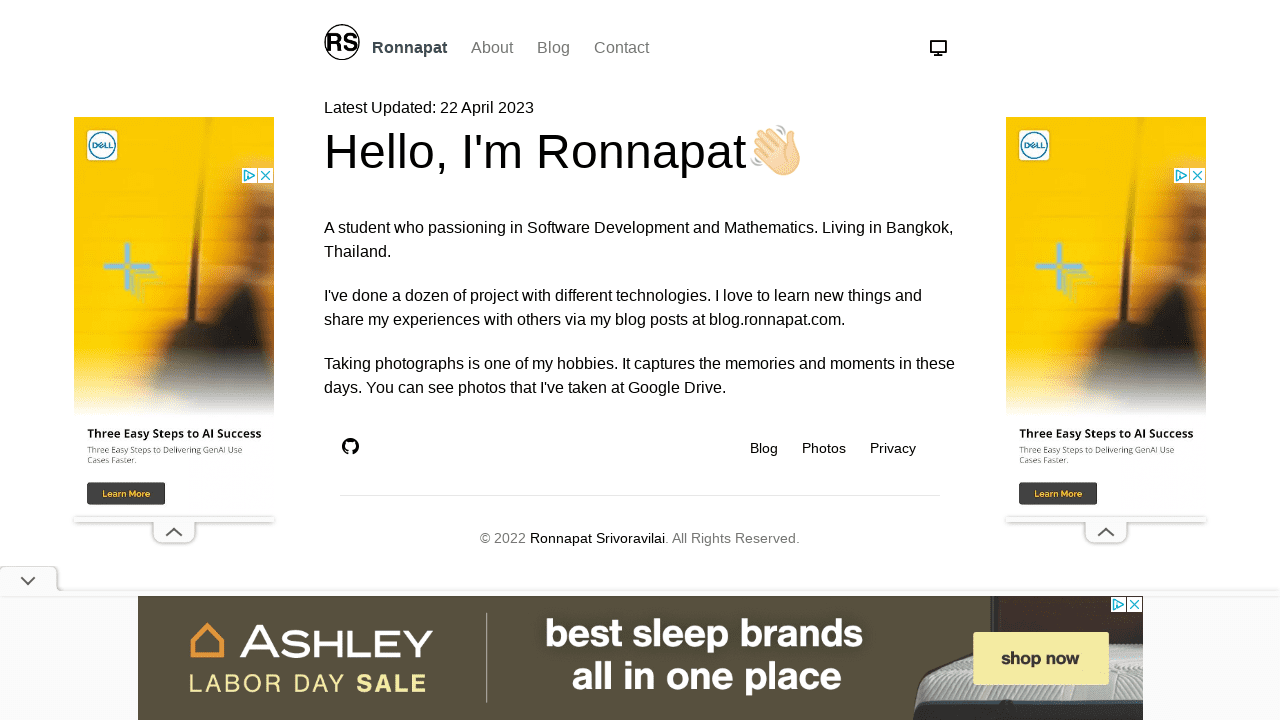 RS
Ronnapat About Blog Contact
Latest Updated: 22 April 2023
Hello, I'm Ronnapat👋🏻
A student who passioning in Software Development and Mathematics. Living in Bangkok,
Thailand.
I've done a dozen of project with different technologies. I love to learn new things and
share my experiences with others via my blog posts at blog.ronnapat.com.
Taking photographs is one of my hobbies. It captures the memories and moments in these
days. You can see photos that I've taken at Google Drive.
Blog Photos Privacy
© 2022 Ronnapat Srivoravilai. All Rights Reserved.
DELL
Three Easy Steps to AI Success
Three Easy Steps to Delivering GenAI Use
Cases Faster.
Learn More
DELL
Three Easy Steps to AI Success
Three Easy Steps to Delivering GenAI Use
Cases Faster.
Learn More
ASHLEY
LABOR DAY SALE
best sleep brands
all in one place
shop now